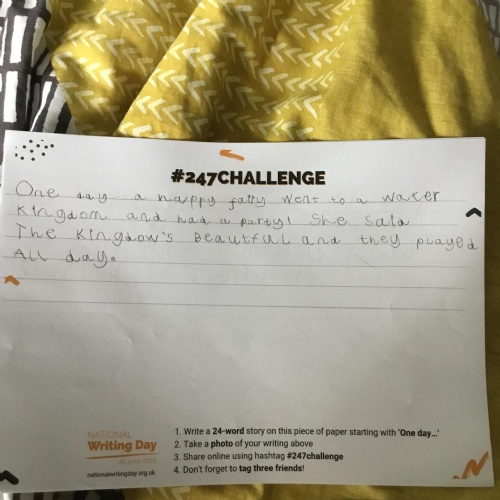 #247CHALLENGE
One day a happy fally went to a water
Kingdom and had a party! She said
The Kingdow's Beautful and they played
All day.
NATIONAL
Writing Day
nationalwritingday.org.uk
1. Write a 24-word story on this piece of paper starting with 'One day...'
2. Take a photo of your writing above
3. Share online using hashtag #247challenge
4. Don't forget to tag three friends!